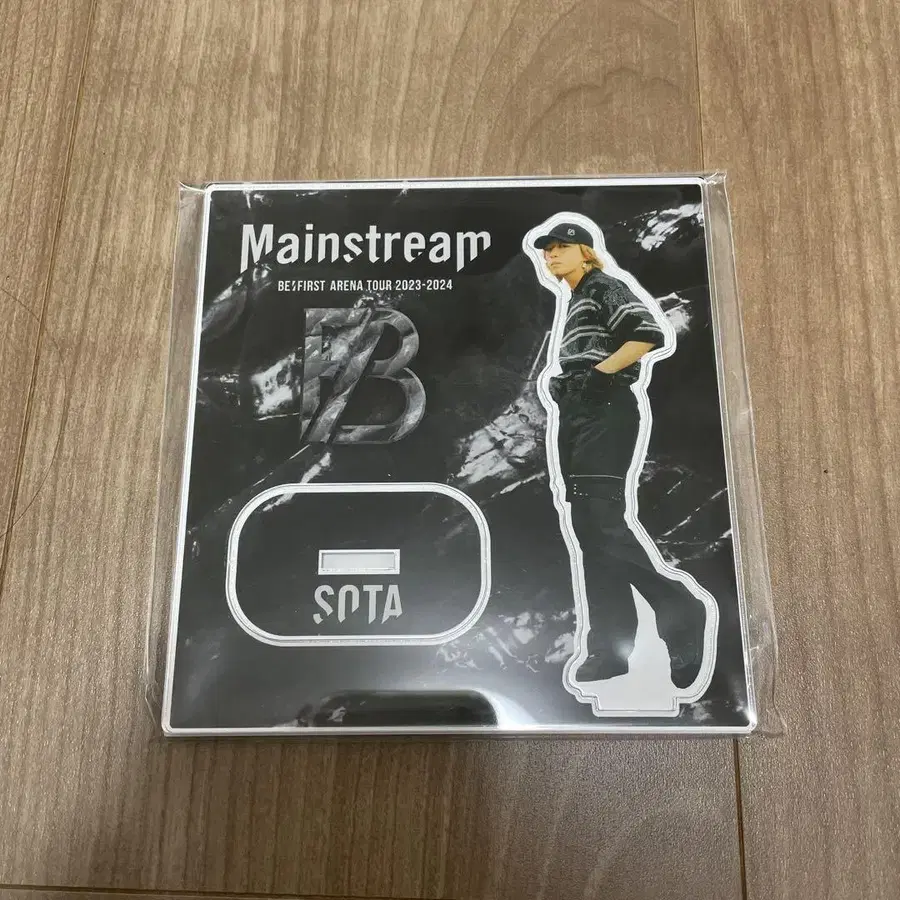 Mainstream
BE:FIRST ARENA TOUR 2023-2024
SOTA